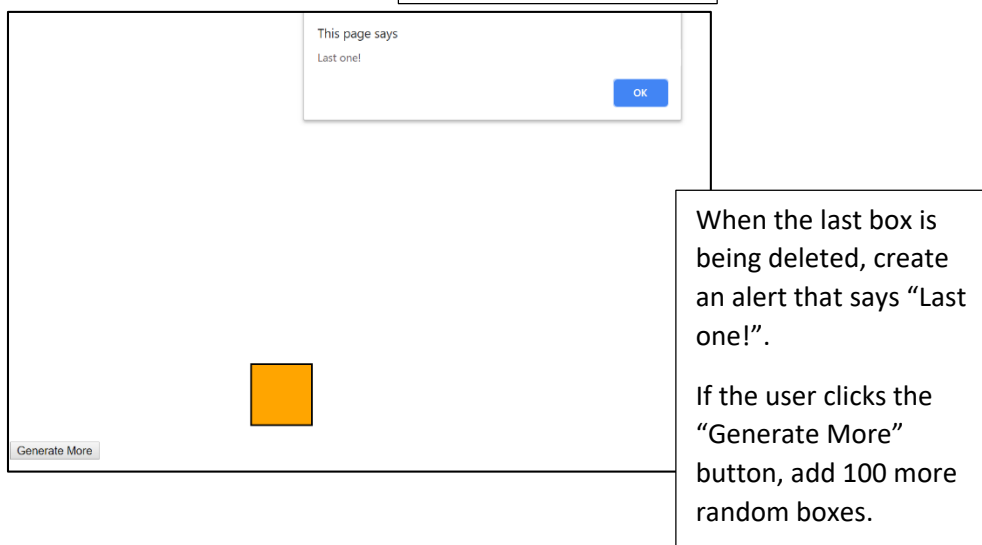 This page says
Last one!
OK
When the last box is
being deleted, create
an alert that says “Last
one!”.
If the user clicks the
“Generate More”
button, add 100 more
random boxes.
Generate More